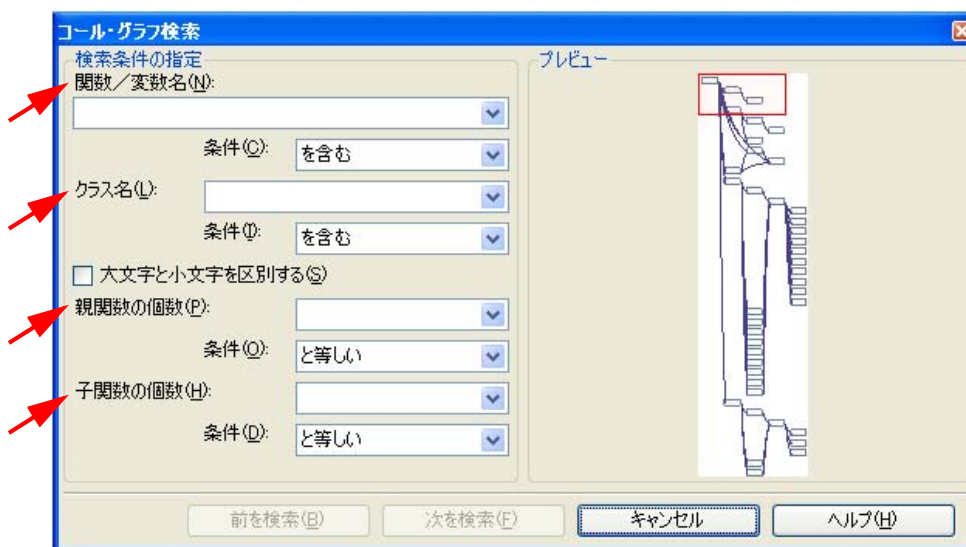 コール・グラフ検索
検索条件の指定
関数／変数名(N):
条件(C): を含む
クラス名(L):
条件(I): を含む
大文字と小文字を区別する(S)
親関数の個数(P):
条件(O): と等しい
子関数の個数(H):
条件(D): と等しい
プレビュー
前を検索(B) 次を検索(F) キャンセル ヘルプ(H)